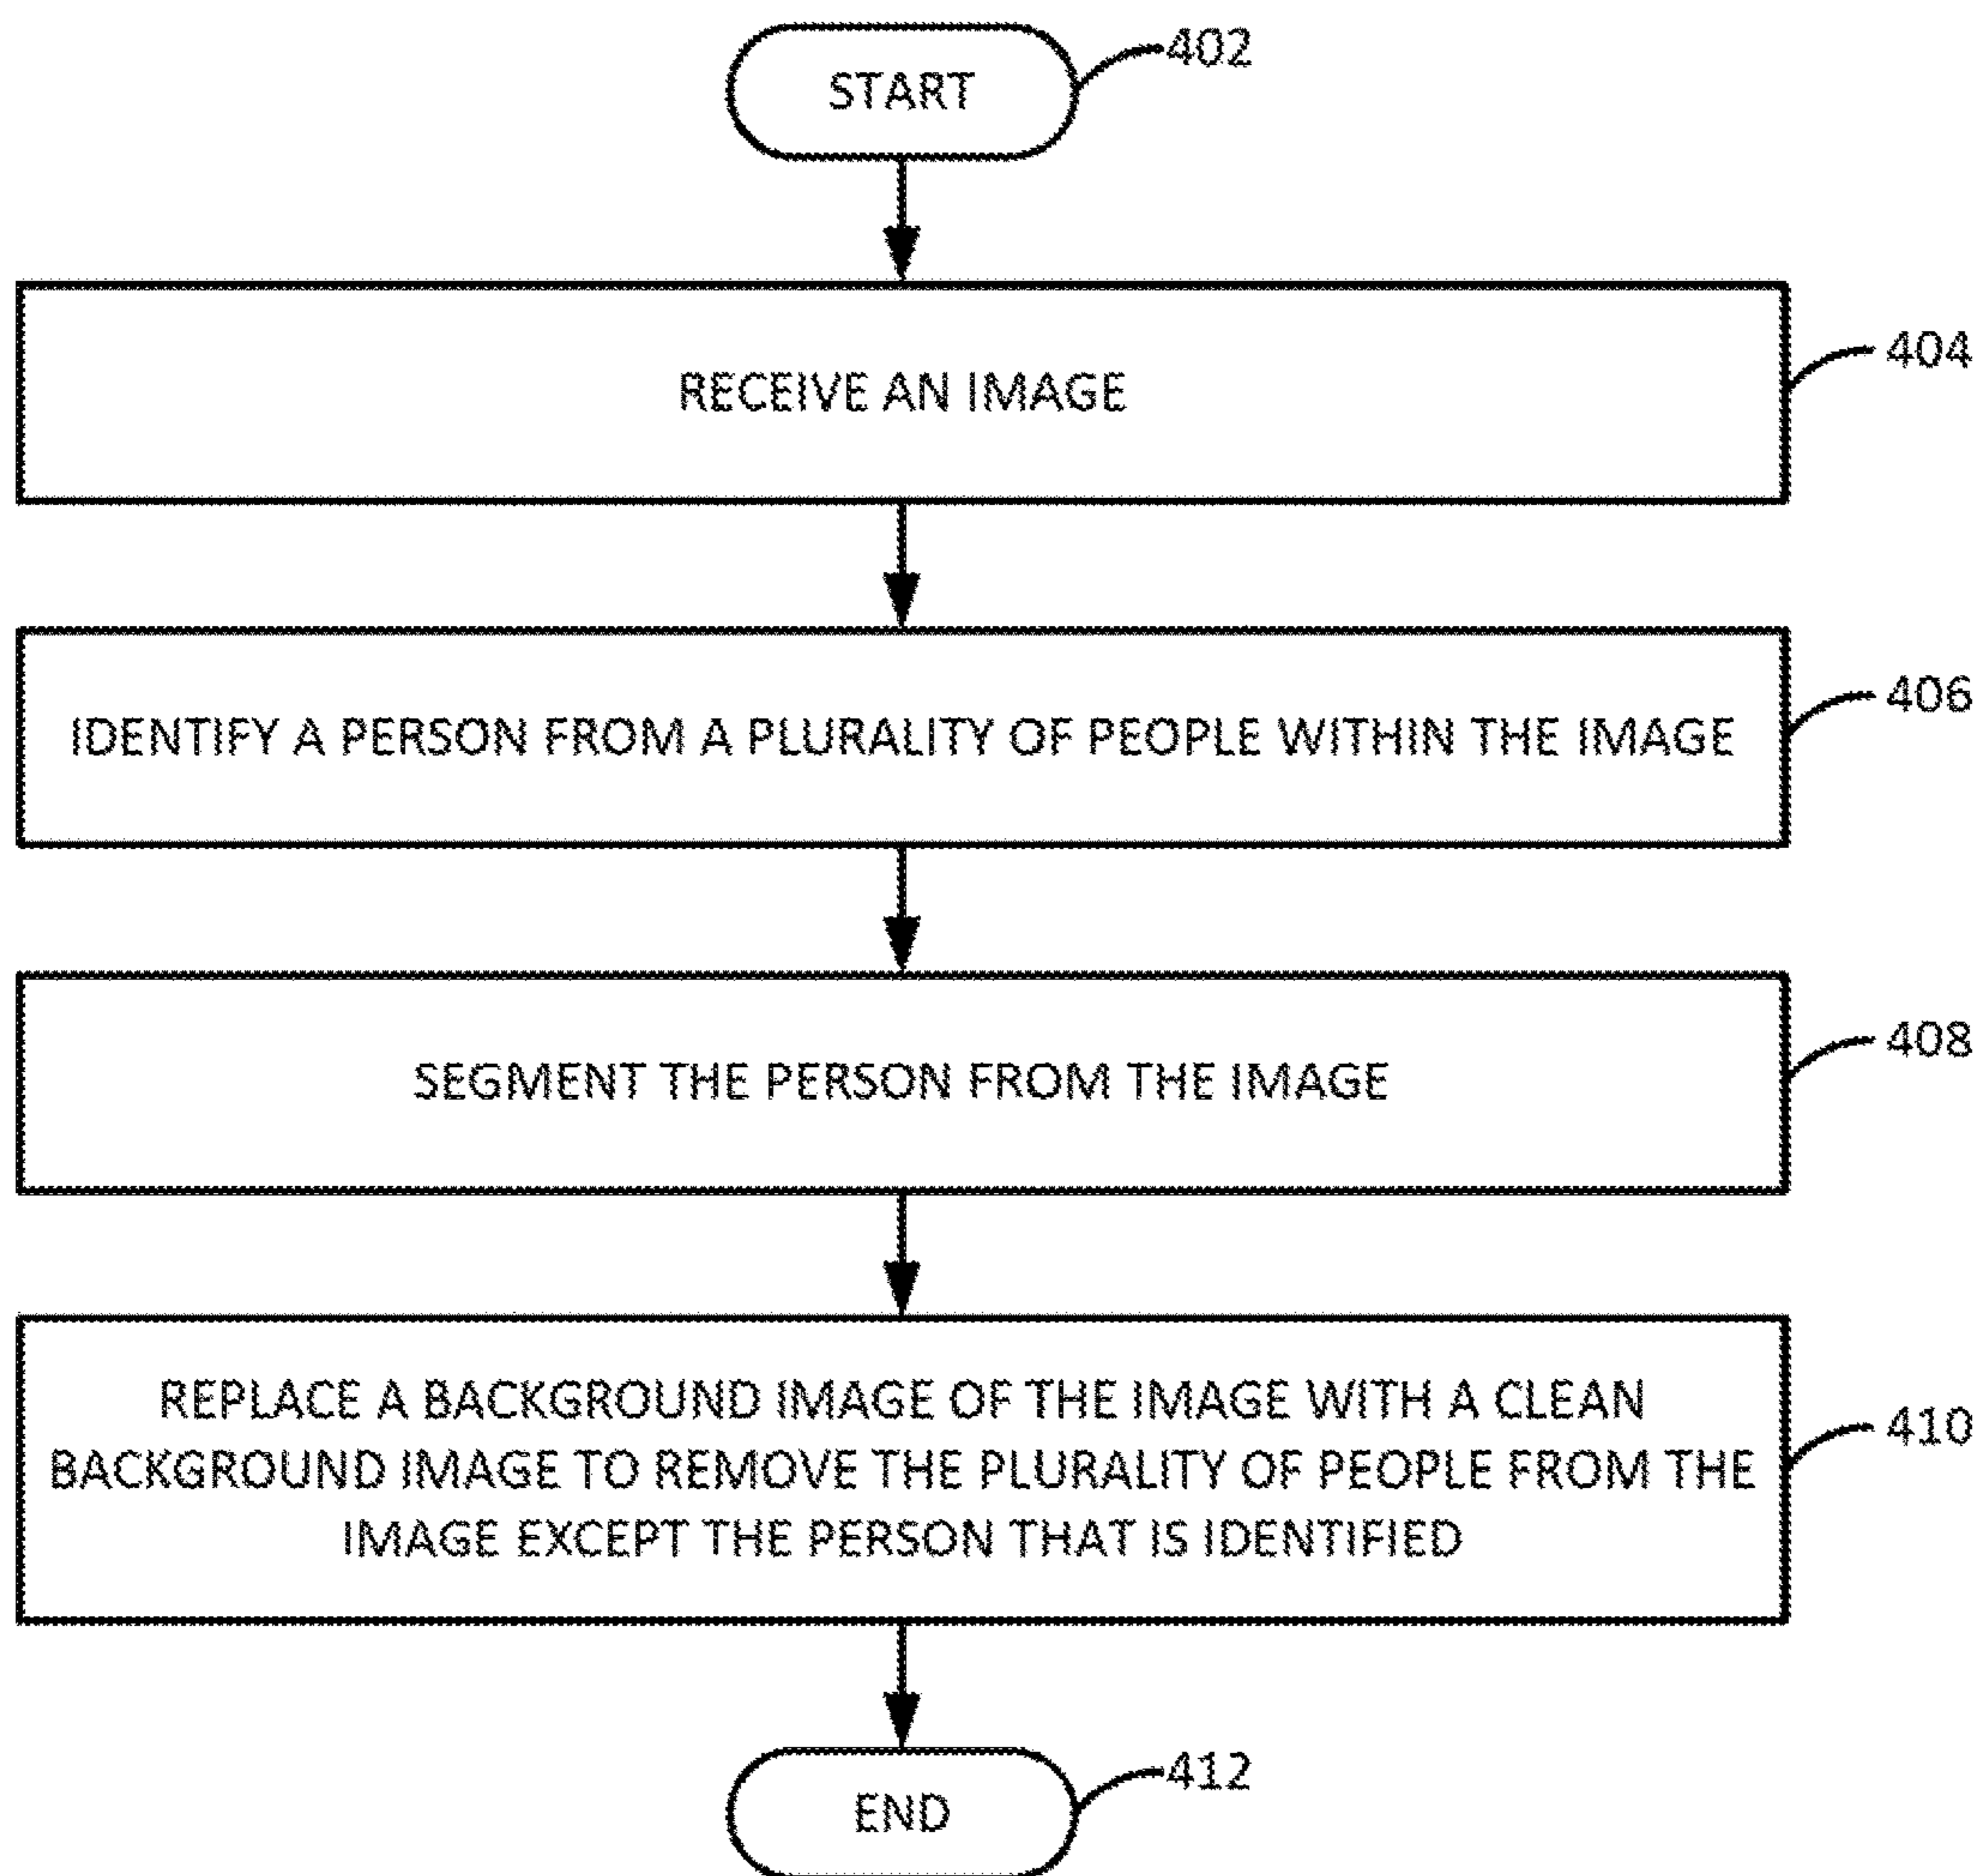 START
402
RECEIVE AN IMAGE
404
IDENTIFY A PERSON FROM A PLURALITY OF PEOPLE WITHIN THE IMAGE
406
SEGMENT THE PERSON FROM THE IMAGE
408
REPLACE A BACKGROUND IMAGE OF THE IMAGE WITH A CLEAN
BACKGROUND IMAGE TO REMOVE THE PLURALITY OF PEOPLE FROM THE
IMAGE EXCEPT THE PERSON THAT IS IDENTIFIED
410
END
412